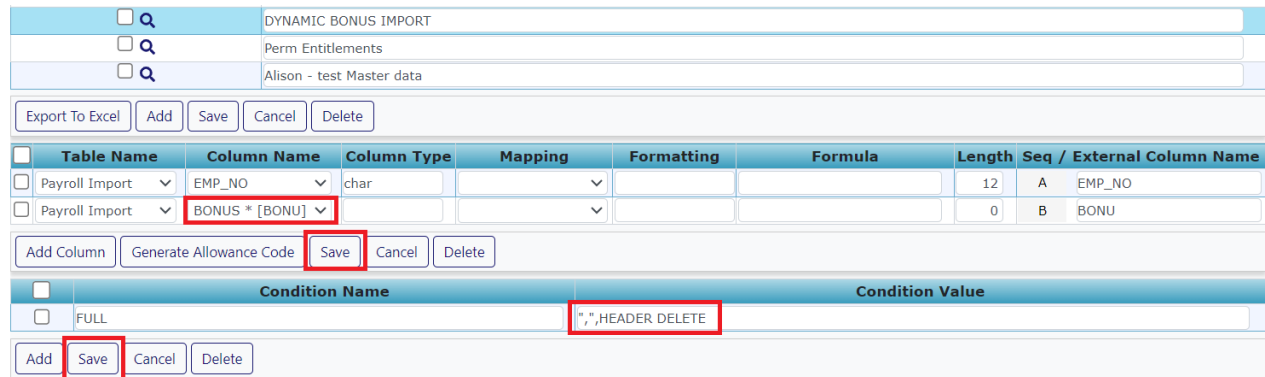 DYNAMIC BONUS IMPORT
Perm Entitlements
Alison - test Master data
Export To Excel Add Save Cancel Delete
Table Name Column Name Column Type Mapping Formatting Formula Length Seq / External Column Name
Payroll Import EMP_NO char 12 A EMP_NO
Payroll Import BONUS * [BONU] 0 B BONU
Add Column Generate Allowance Code Save Cancel Delete
Condition Name Condition Value
FULL ",",HEADER DELETE
Add Save Cancel Delete